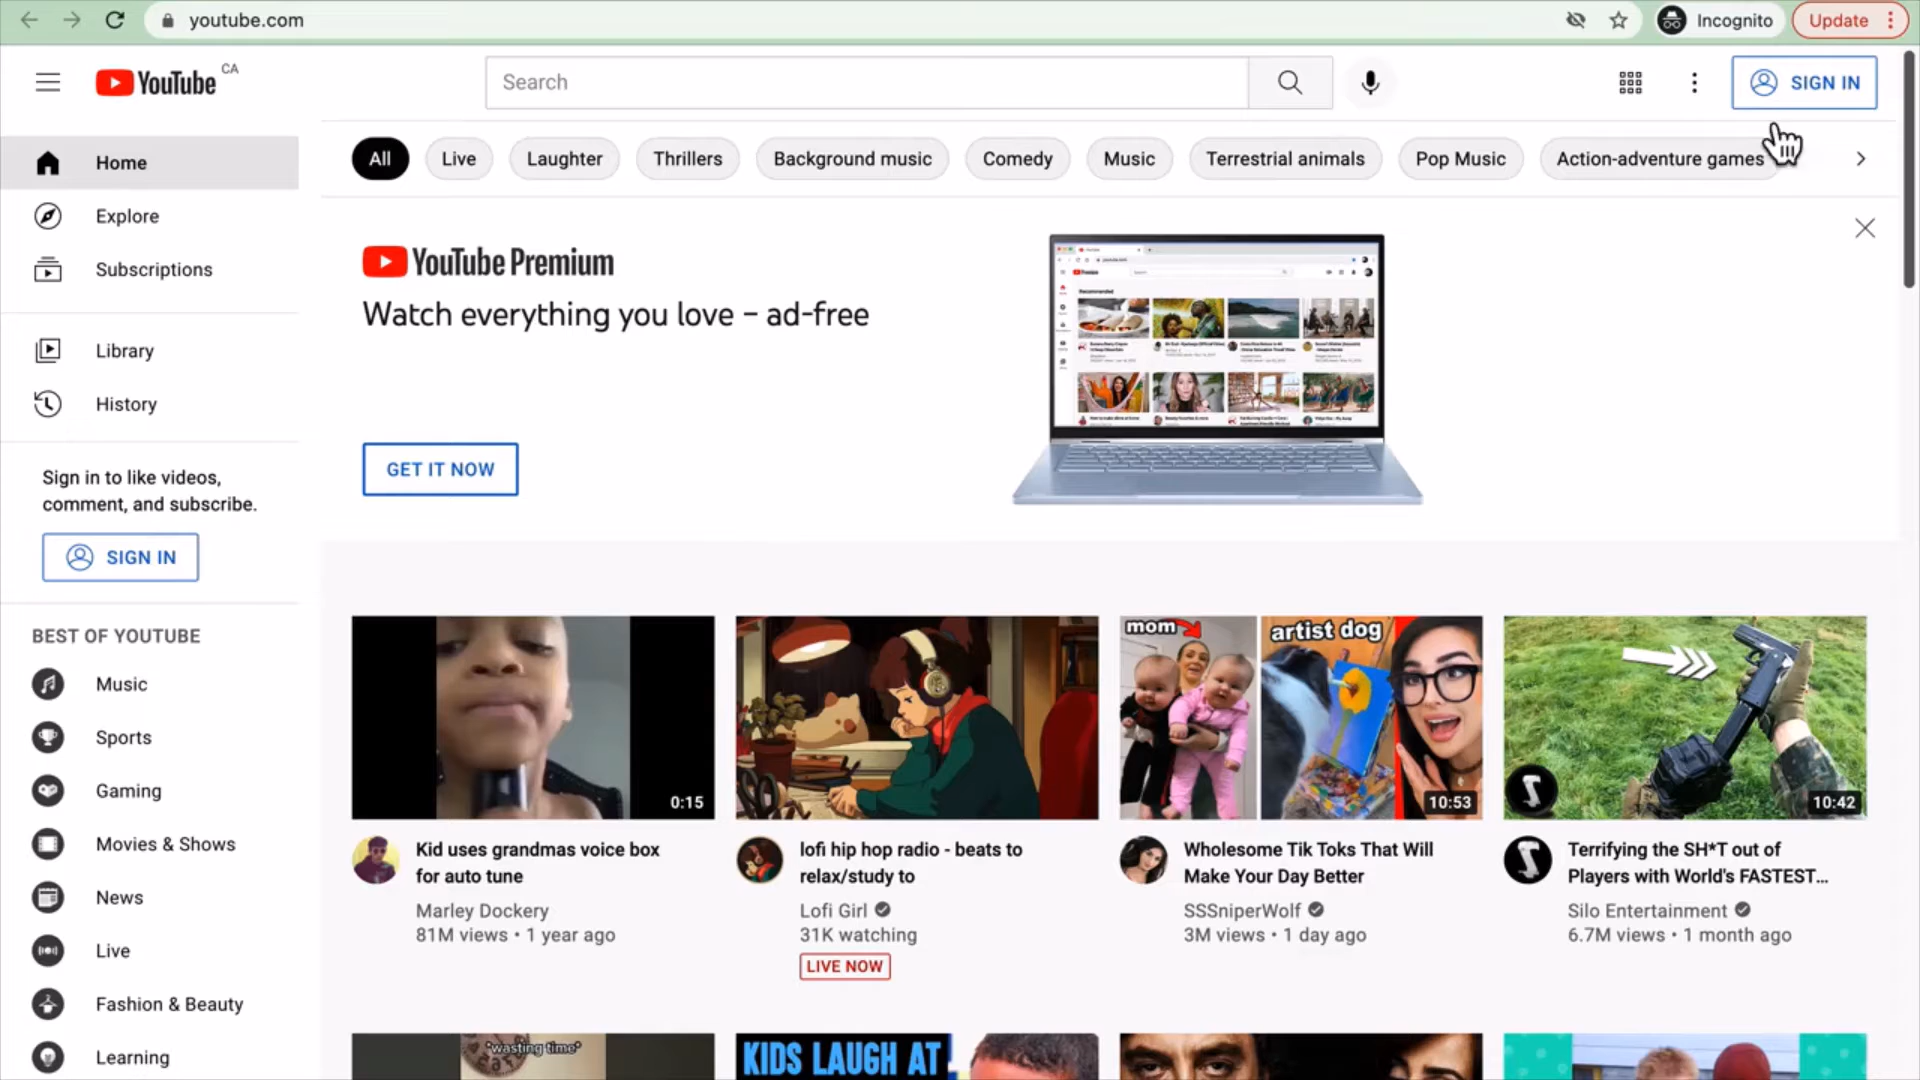 youtube.com
Incognito
Update
YouTube CA
Search
SIGN IN
Home
Explore
Subscriptions
Library
History
Sign in to like videos,
comment, and subscribe.
SIGN IN
BEST OF YOUTUBE
Music
Sports
Gaming
Movies & Shows
News
Live
Fashion & Beauty
Learning
All
Live
Laughter
Thrillers
Background music
Comedy
Music
Terrestrial animals
Pop Music
Action-adventure games
YouTube Premium
Watch everything you love – ad-free
GET IT NOW
0:15
Kid uses grandmas voice box
for auto tune
Marley Dockery
81M views • 1 year ago
lofi hip hop radio - beats to
relax/study to
Lofi Girl
31K watching
LIVE NOW
mom
artist dog
10:53
Wholesome Tik Toks That Will
Make Your Day Better
SSSniperWolf
3M views • 1 day ago
10:42
Terrifying the SH*T out of
Players with World's FASTEST...
Silo Entertainment
6.7M views • 1 month ago
*wasting time*
KIDS LAUGH AT